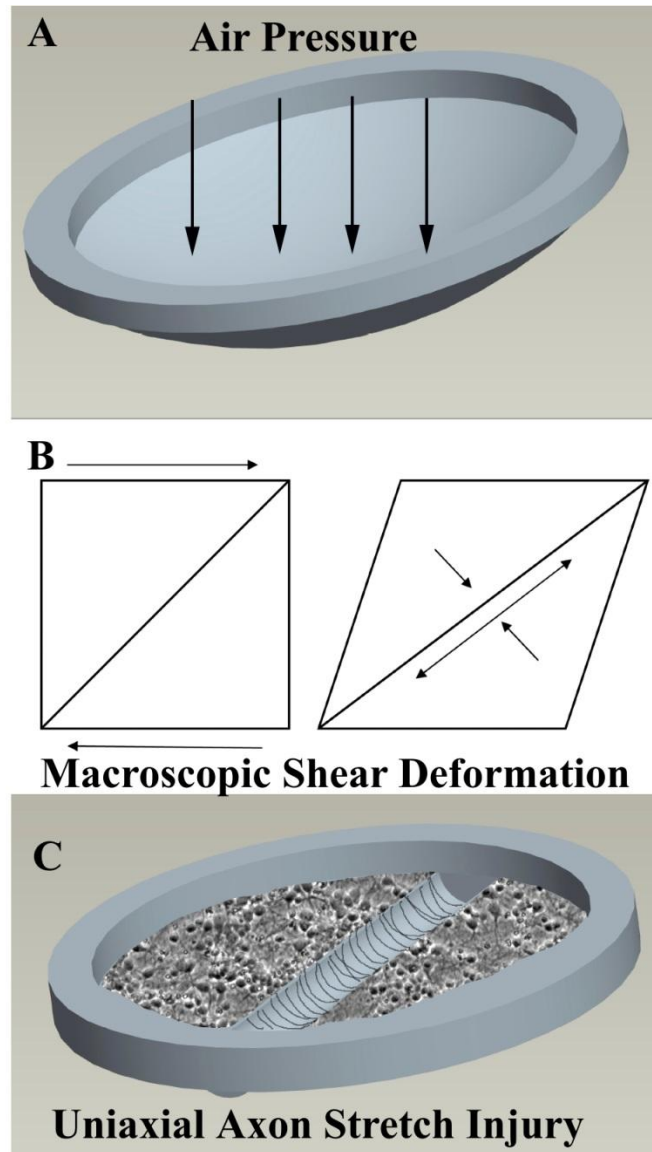 A
Air Pressure
B
Macroscopic Shear Deformation
C
Uniaxial Axon Stretch Injury